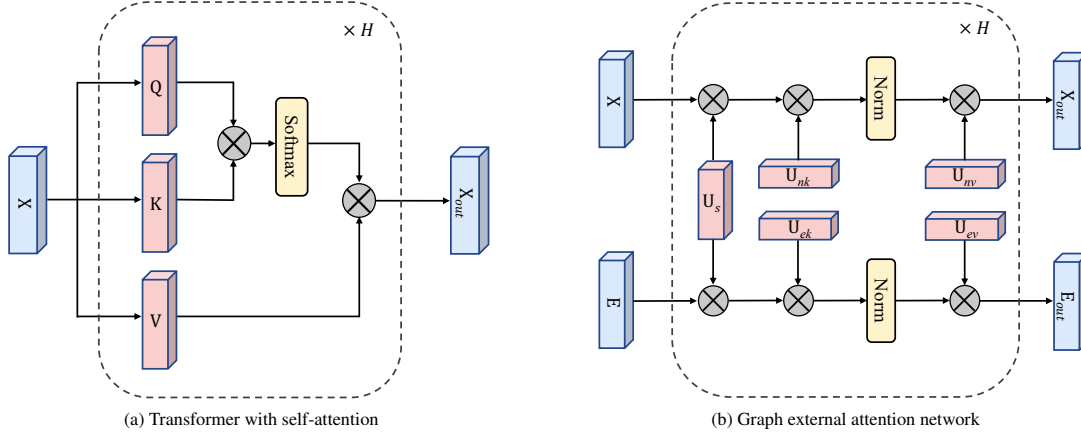 × H
Q
Softmax
X
K
X_out
V
(a) Transformer with self-attention
× H
X
Norm
X_out
U_s
U_nk
U_nv
U_ek
U_ev
E
Norm
E_out
(b) Graph external attention network